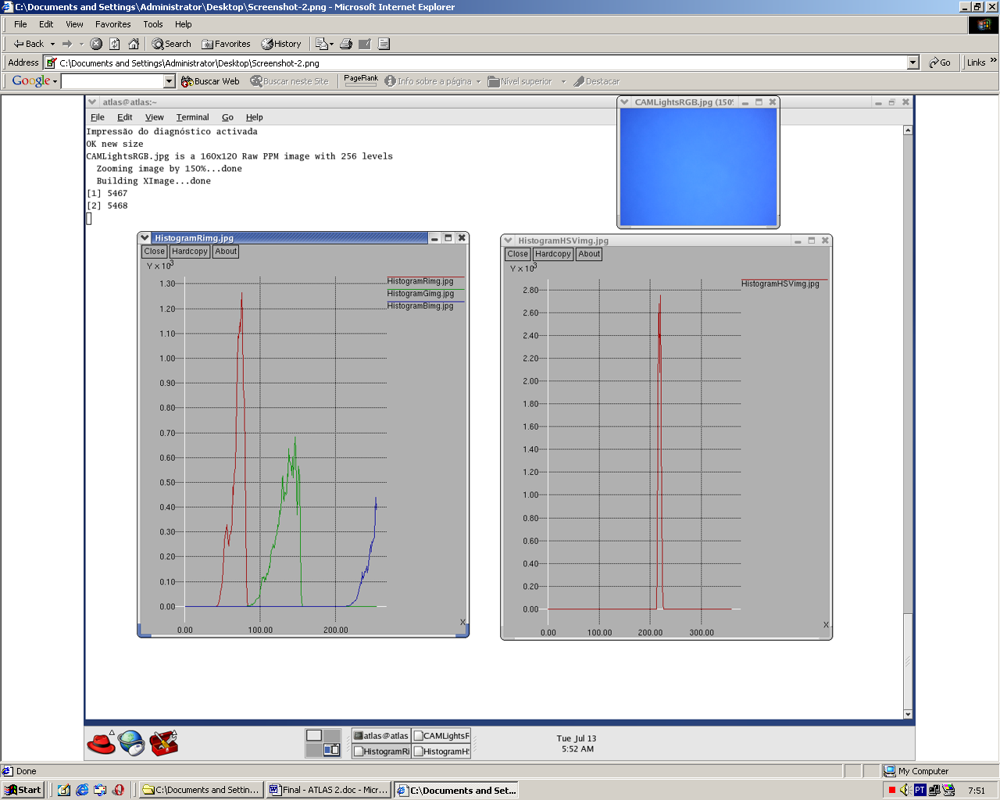 C:\Documents and Settings\Administrator\Desktop\Screenshot-2.png - Microsoft Internet Explorer
File Edit View Favorites Tools Help
Back Search Favorites History
Address C:\Documents and Settings\Administrator\Desktop\Screenshot-2.png Go Links »
Google Buscar Web Buscar neste Site PageRank Info sobre a página Nível superior Destacar
atlas@atlas:~
CAMLightsRGB.jpg (150%
File Edit View Terminal Go Help
Impressão do diagnóstico activada
OK new size
CAMLightsRGB.jpg is a 160x120 Raw PPM image with 256 levels
Zooming image by 150%...done
Building XImage...done
[1] 5467
[2] 5468
HistogramRimg.jpg
Close Hardcopy About
Y x 10³
HistogramRimg.jpg
HistogramGimg.jpg
HistogramBimg.jpg
1.30
1.20
1.10
1.00
0.90
0.80
0.70
0.60
0.50
0.40
0.30
0.20
0.10
0.00
X
0.00 100.00 200.00
HistogramHSVimg.jpg
Close Hardcopy About
Y x 10³
HistogramHSVimg.jpg
2.80
2.60
2.40
2.20
2.00
1.80
1.60
1.40
1.20
1.00
0.80
0.60
0.40
0.20
0.00
X
0.00 100.00 200.00 300.00
atlas@atlas CAMLightsF
HistogramRi HistogramH
Tue Jul 13
5:52 AM
Done My Computer
Start C:\Documents and Settin... Final - ATLAS 2.doc - Micr... C:\Documents and Set... PT 7:51